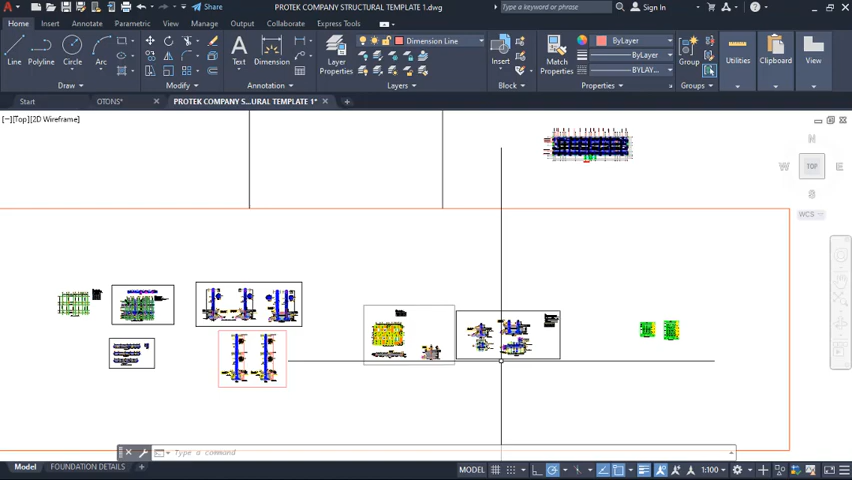 Share
PROTEK COMPANY STRUCTURAL TEMPLATE 1.dwg
Type a keyword or phrase
Sign In
Home Insert Annotate Parametric View Manage Output Collaborate Express Tools
Line Polyline Circle Arc Text Dimension Layer Properties Dimension Line Insert Match Properties ByLayer ByLayer BYLAY... Group Utilities Clipboard View
Draw Modify Annotation Layers Block Properties Groups
Start OTONS* PROTEK COMPANY S...URAL TEMPLATE 1*
[−][Top][2D Wireframe]
N
W TOP E
S
WCS
Type a command
Model FOUNDATION DETAILS
MODEL 1:100